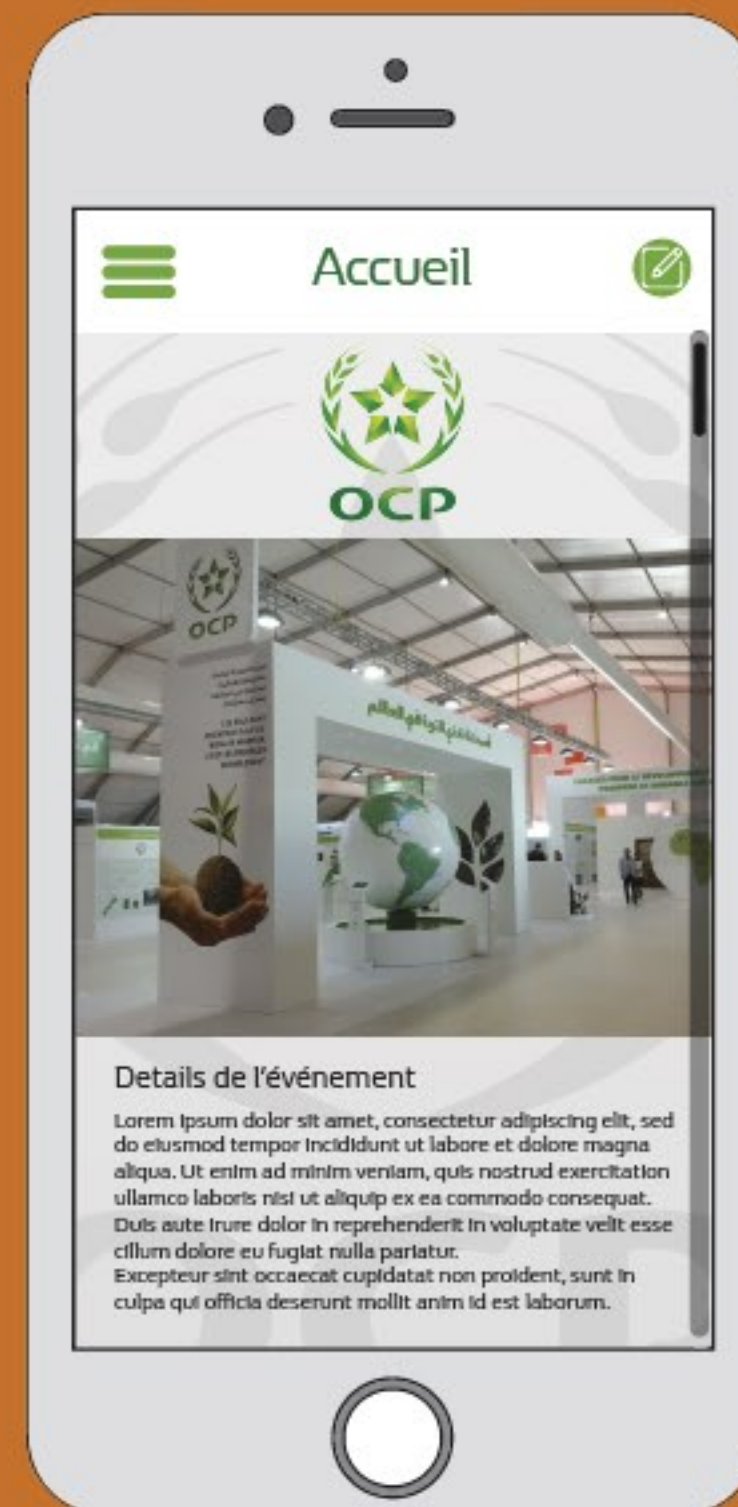 Accueil
OCP
OCP
Details de l'événement
Lorem ipsum dolor sit amet, consectetur adipiscing elit, sed
do eiusmod tempor incididunt ut labore et dolore magna
aliqua. Ut enim ad minim veniam, quis nostrud exercitation
ullamco laboris nisi ut aliquip ex ea commodo consequat.
Duis aute irure dolor in reprehenderit in voluptate velit esse
cillum dolore eu fugiat nulla pariatur.
Excepteur sint occaecat cupidatat non proident, sunt in
culpa qui officia deserunt mollit anim id est laborum.